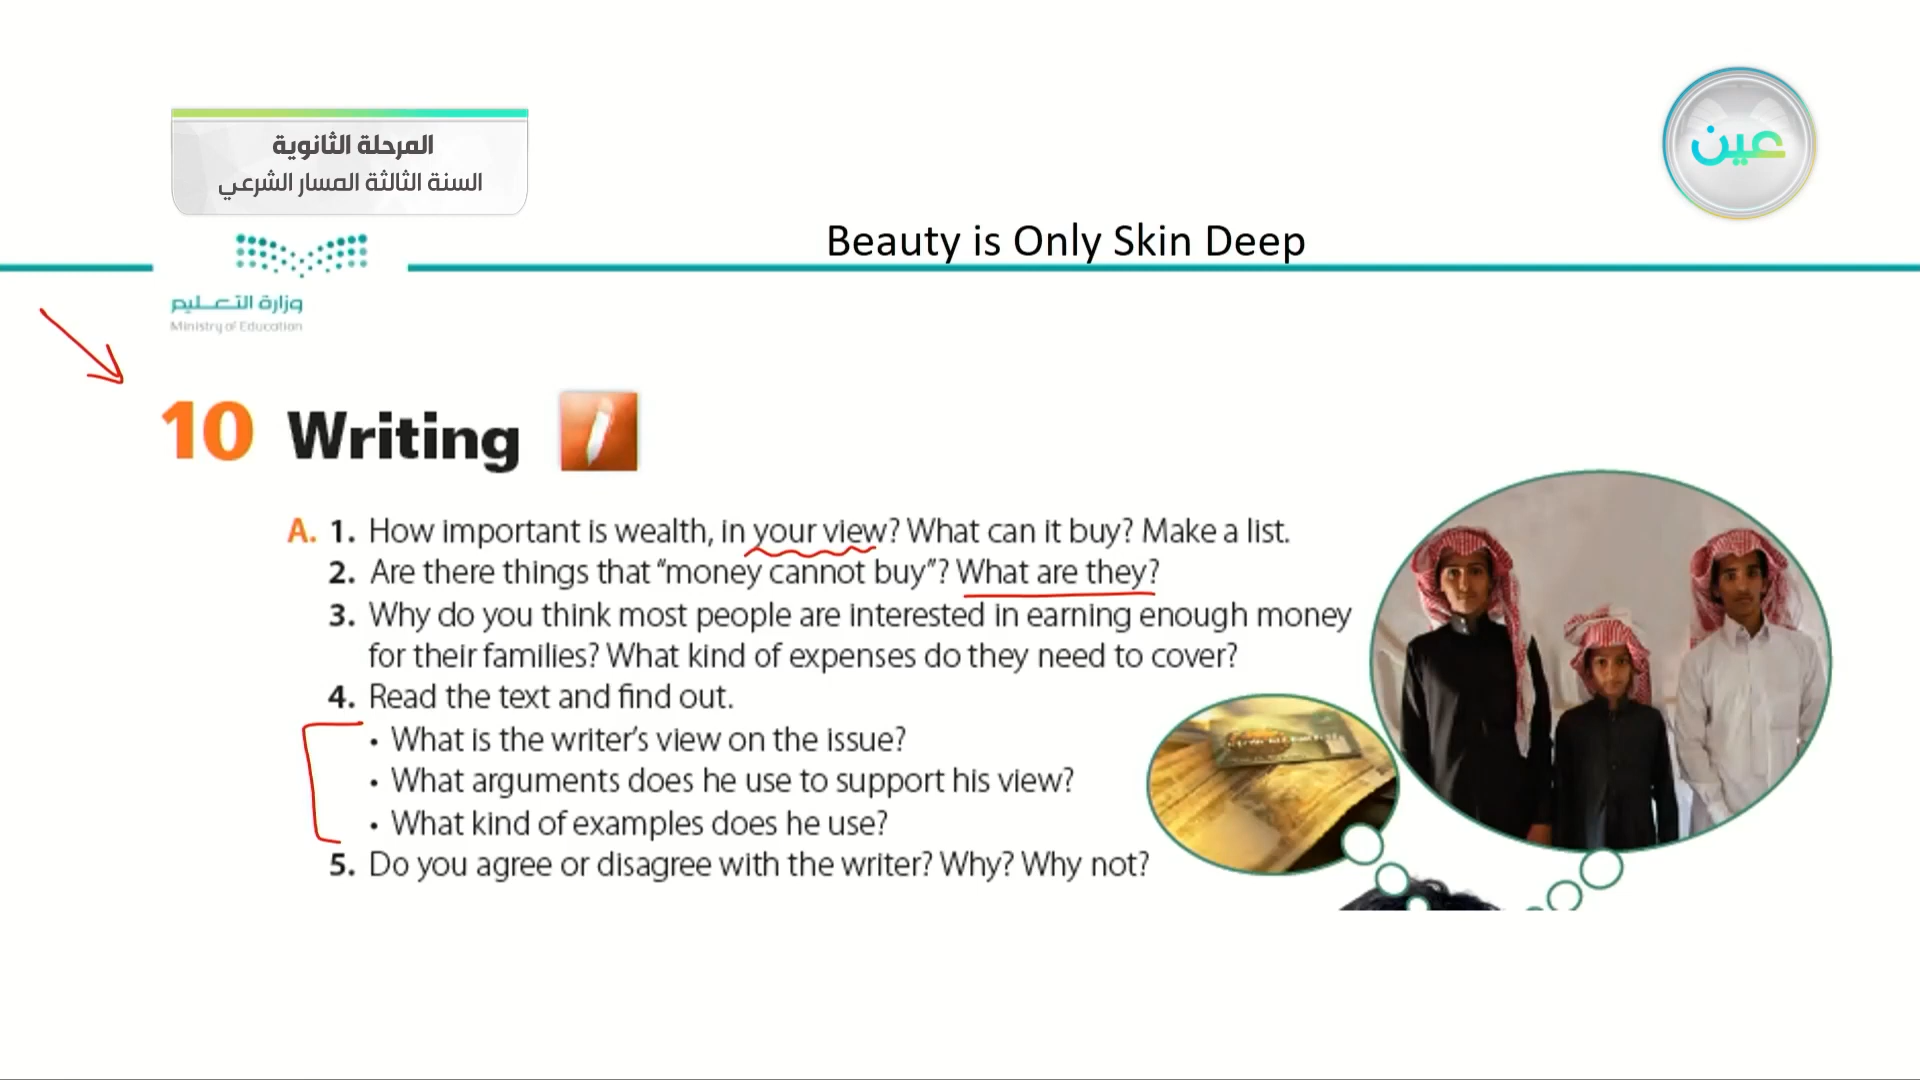 المرحلة الثانوية
السنة الثالثة المسار الشرعي
عين
Beauty is Only Skin Deep
وزارة التعليم
Ministry of Education
10 Writing
A. 1. How important is wealth, in your view? What can it buy? Make a list.
2. Are there things that “money cannot buy”? What are they?
3. Why do you think most people are interested in earning enough money
for their families? What kind of expenses do they need to cover?
4. Read the text and find out.
• What is the writer’s view on the issue?
• What arguments does he use to support his view?
• What kind of examples does he use?
5. Do you agree or disagree with the writer? Why? Why not?